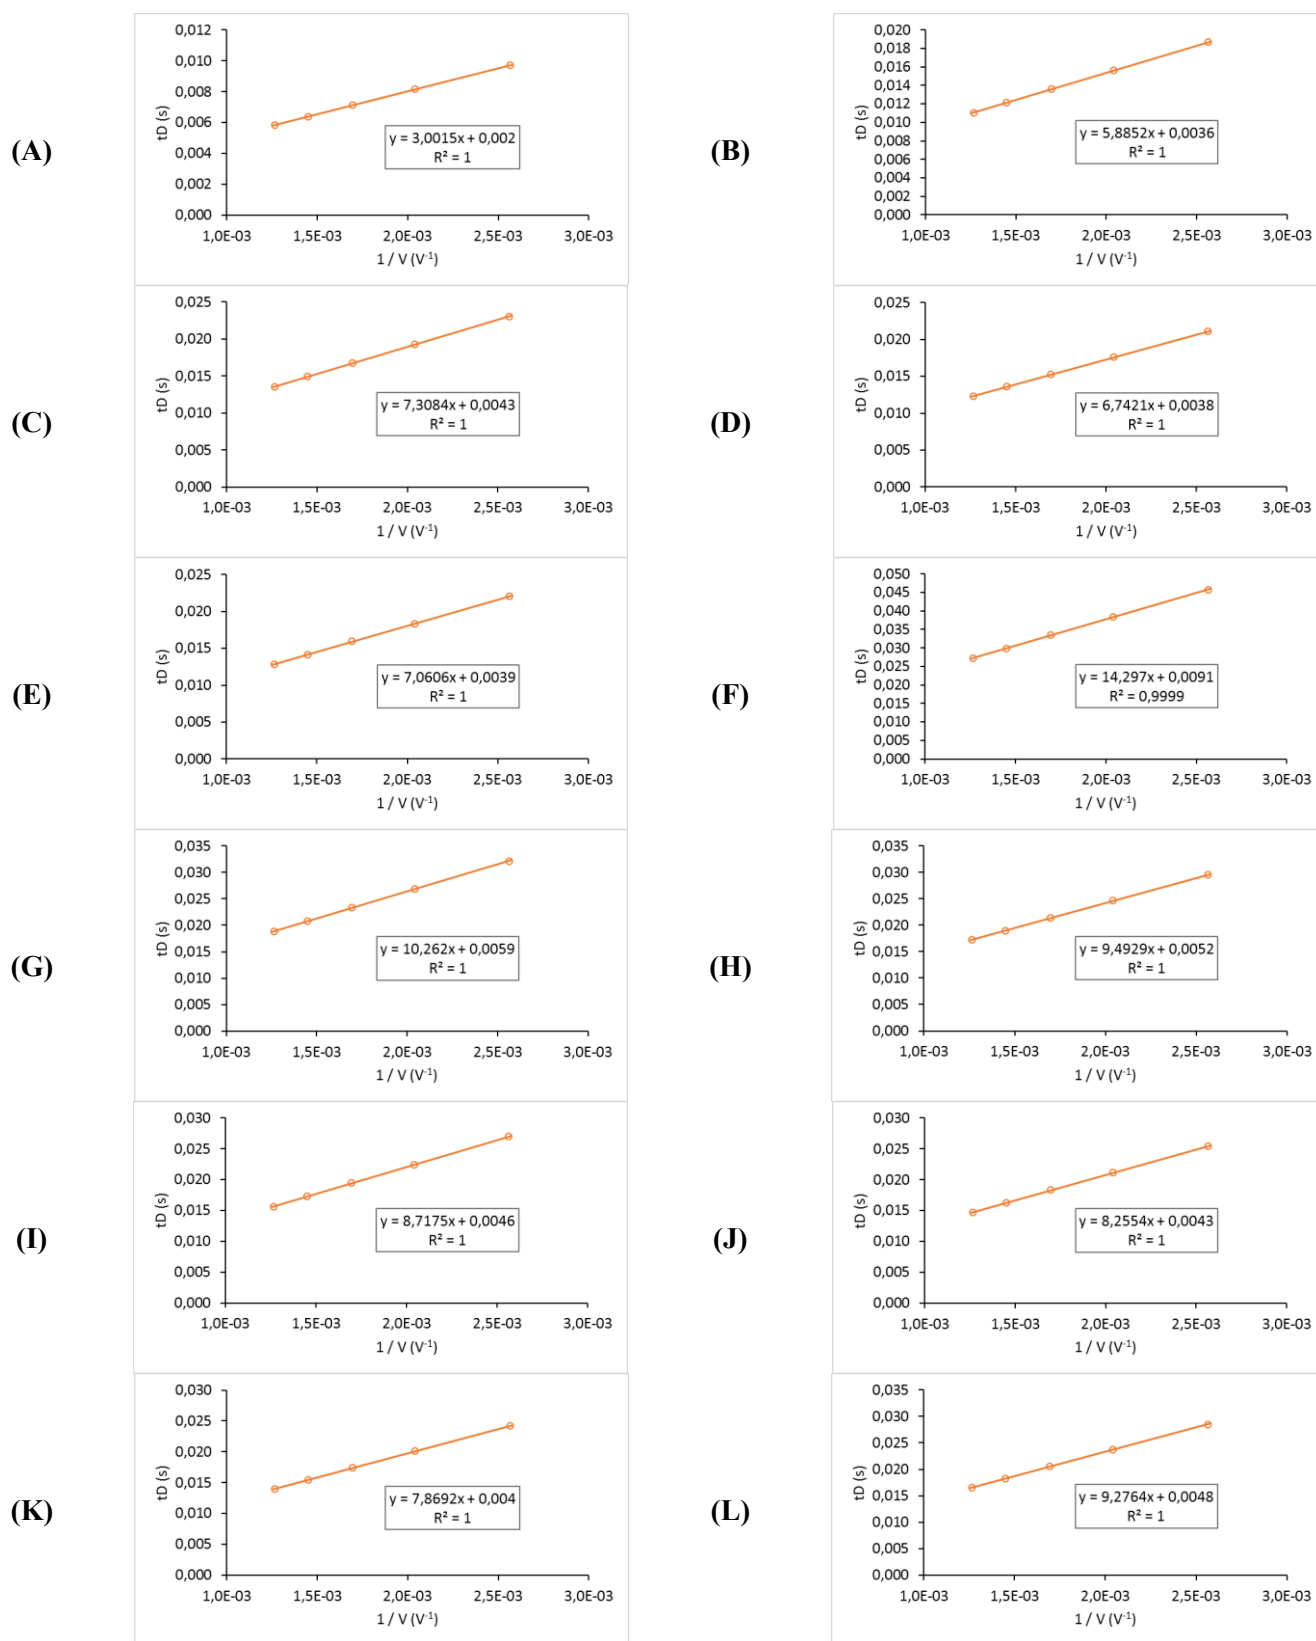 (A)
0,012
0,010
0,008
0,006
0,004
0,002
0,000
tD (s)
y = 3,0015x + 0,002
R² = 1
1,0E-03 1,5E-03 2,0E-03 2,5E-03 3,0E-03
1 / V (V⁻¹)
(B)
0,020
0,018
0,016
0,014
0,012
0,010
0,008
0,006
0,004
0,002
0,000
tD (s)
y = 5,8852x + 0,0036
R² = 1
1,0E-03 1,5E-03 2,0E-03 2,5E-03 3,0E-03
1 / V (V⁻¹)
(C)
0,025
0,020
0,015
0,010
0,005
0,000
tD (s)
y = 7,3084x + 0,0043
R² = 1
1,0E-03 1,5E-03 2,0E-03 2,5E-03 3,0E-03
1 / V (V⁻¹)
(D)
0,025
0,020
0,015
0,010
0,005
0,000
tD (s)
y = 6,7421x + 0,0038
R² = 1
1,0E-03 1,5E-03 2,0E-03 2,5E-03 3,0E-03
1 / V (V⁻¹)
(E)
0,025
0,020
0,015
0,010
0,005
0,000
tD (s)
y = 7,0606x + 0,0039
R² = 1
1,0E-03 1,5E-03 2,0E-03 2,5E-03 3,0E-03
1 / V (V⁻¹)
(F)
0,050
0,045
0,040
0,035
0,030
0,025
0,020
0,015
0,010
0,005
0,000
tD (s)
y = 14,297x + 0,0091
R² = 0,9999
1,0E-03 1,5E-03 2,0E-03 2,5E-03 3,0E-03
1 / V (V⁻¹)
(G)
0,035
0,030
0,025
0,020
0,015
0,010
0,005
0,000
tD (s)
y = 10,262x + 0,0059
R² = 1
1,0E-03 1,5E-03 2,0E-03 2,5E-03 3,0E-03
1 / V (V⁻¹)
(H)
0,035
0,030
0,025
0,020
0,015
0,010
0,005
0,000
tD (s)
y = 9,4929x + 0,0052
R² = 1
1,0E-03 1,5E-03 2,0E-03 2,5E-03 3,0E-03
1 / V (V⁻¹)
(I)
0,030
0,025
0,020
0,015
0,010
0,005
0,000
tD (s)
y = 8,7175x + 0,0046
R² = 1
1,0E-03 1,5E-03 2,0E-03 2,5E-03 3,0E-03
1 / V (V⁻¹)
(J)
0,030
0,025
0,020
0,015
0,010
0,005
0,000
tD (s)
y = 8,2554x + 0,0043
R² = 1
1,0E-03 1,5E-03 2,0E-03 2,5E-03 3,0E-03
1 / V (V⁻¹)
(K)
0,030
0,025
0,020
0,015
0,010
0,005
0,000
tD (s)
y = 7,8692x + 0,004
R² = 1
1,0E-03 1,5E-03 2,0E-03 2,5E-03 3,0E-03
1 / V (V⁻¹)
(L)
0,035
0,030
0,025
0,020
0,015
0,010
0,005
0,000
tD (s)
y = 9,2764x + 0,0048
R² = 1
1,0E-03 1,5E-03 2,0E-03 2,5E-03 3,0E-03
1 / V (V⁻¹)